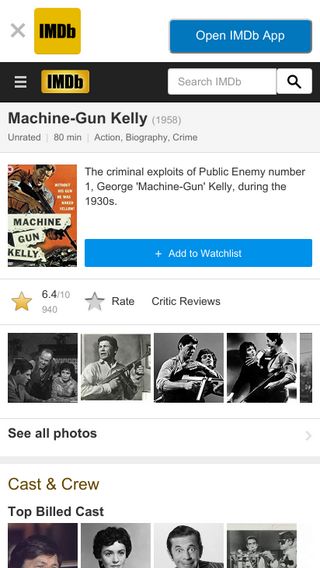 IMDb
Open IMDb App
IMDb
Search IMDb
Machine-Gun Kelly (1958)
Unrated | 80 min | Action, Biography, Crime
WITHOUT HIS GUN HE WAS NAKED YELLOW!
MACHINE
GUN
KELLY
The criminal exploits of Public Enemy number
1, George 'Machine-Gun' Kelly, during the
1930s.
+ Add to Watchlist
6.4/10
940
Rate
Critic Reviews
See all photos
Cast & Crew
Top Billed Cast